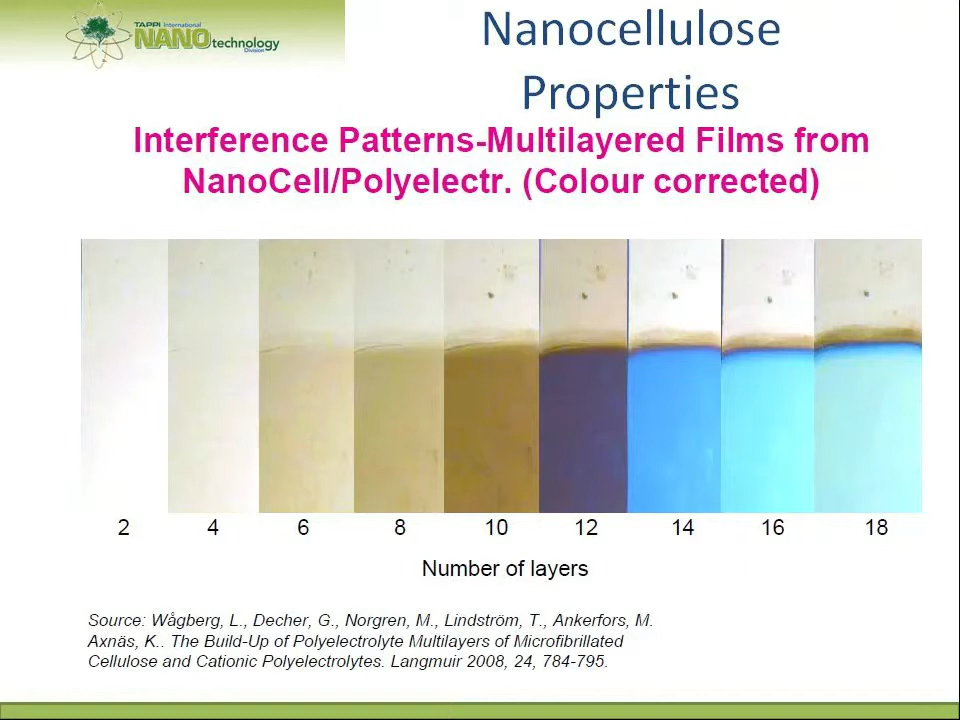 TAPPI International
NANOtechnology
Division
Nanocellulose
Properties
Interference Patterns-Multilayered Films from
NanoCell/Polyelectr. (Colour corrected)
2 4 6 8 10 12 14 16 18
Number of layers
Source: Wågberg, L., Decher, G., Norgren, M., Lindström, T., Ankerfors, M.
Axnäs, K.. The Build-Up of Polyelectrolyte Multilayers of Microfibrillated
Cellulose and Cationic Polyelectrolytes. Langmuir 2008, 24, 784-795.